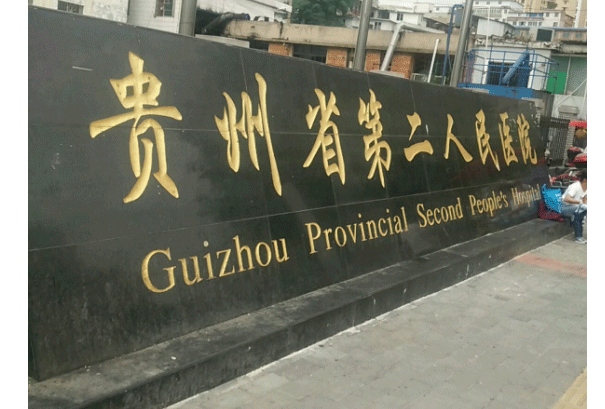 贵州省第二人民医院
Guizhou Provincial Second People's Hospital